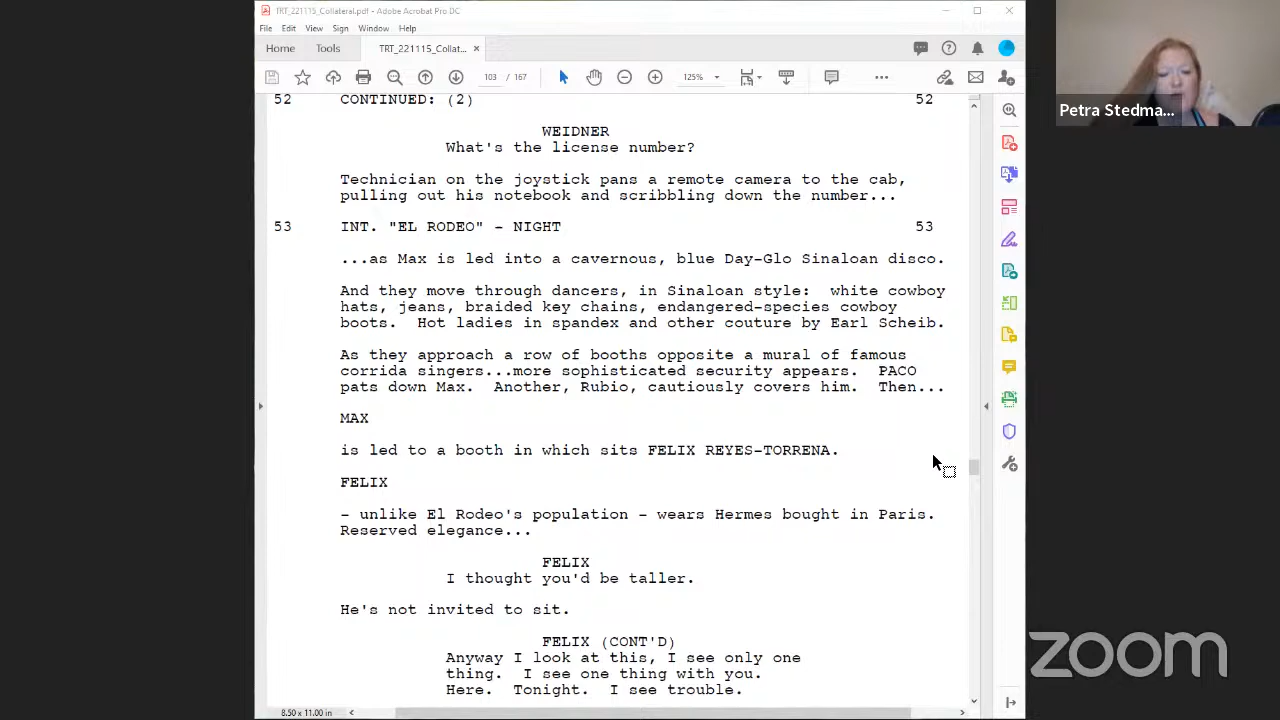 TRT_221115_Collateral.pdf - Adobe Acrobat Pro DC
File Edit View Sign Window Help
Home Tools TRT_221115_Collat... ×
103 / 167 125%
52 CONTINUED: (2) 52
WEIDNER
What's the license number?
Technician on the joystick pans a remote camera to the cab,
pulling out his notebook and scribbling down the number...
53 INT. "EL RODEO" - NIGHT 53
...as Max is led into a cavernous, blue Day-Glo Sinaloan disco.
And they move through dancers, in Sinaloan style: white cowboy
hats, jeans, braided key chains, endangered-species cowboy
boots. Hot ladies in spandex and other couture by Earl Scheib.
As they approach a row of booths opposite a mural of famous
corrida singers...more sophisticated security appears. PACO
pats down Max. Another, Rubio, cautiously covers him. Then...
MAX
is led to a booth in which sits FELIX REYES-TORRENA.
FELIX
- unlike El Rodeo's population - wears Hermes bought in Paris.
Reserved elegance...
FELIX
I thought you'd be taller.
He's not invited to sit.
FELIX (CONT'D)
Anyway I look at this, I see only one
thing. I see one thing with you.
Here. Tonight. I see trouble.
8.50 x 11.00 in
Petra Stedma...
zoom